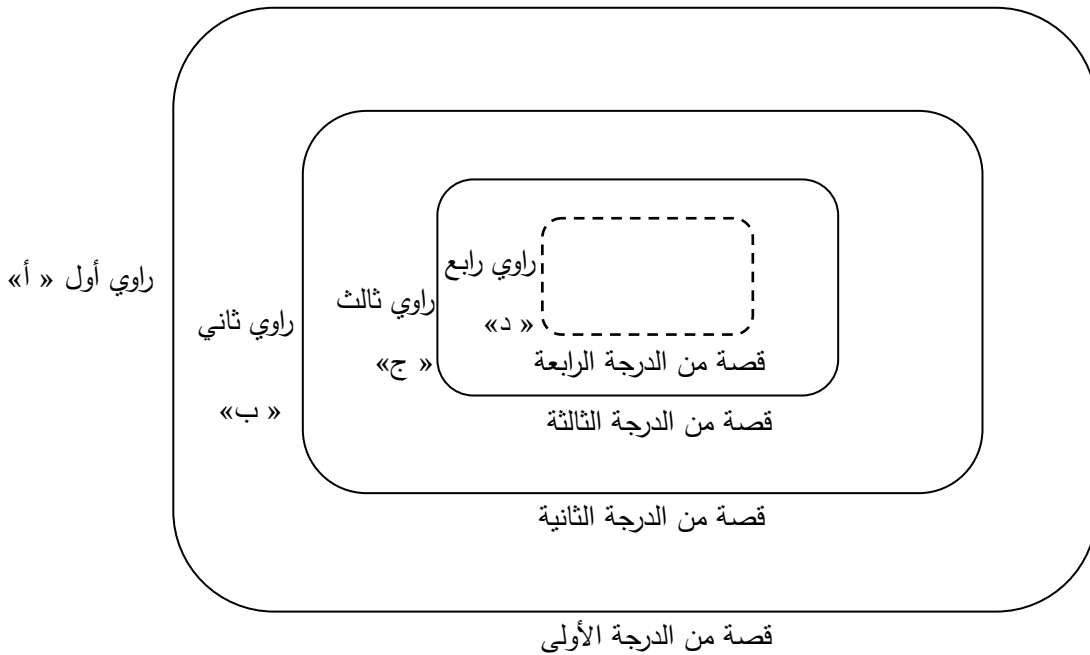 راوي أول « أ»
راوي ثاني
« ب»
راوي ثالث
« ج»
راوي رابع
« د»
قصة من الدرجة الرابعة
قصة من الدرجة الثالثة
قصة من الدرجة الثانية
قصة من الدرجة الأولى